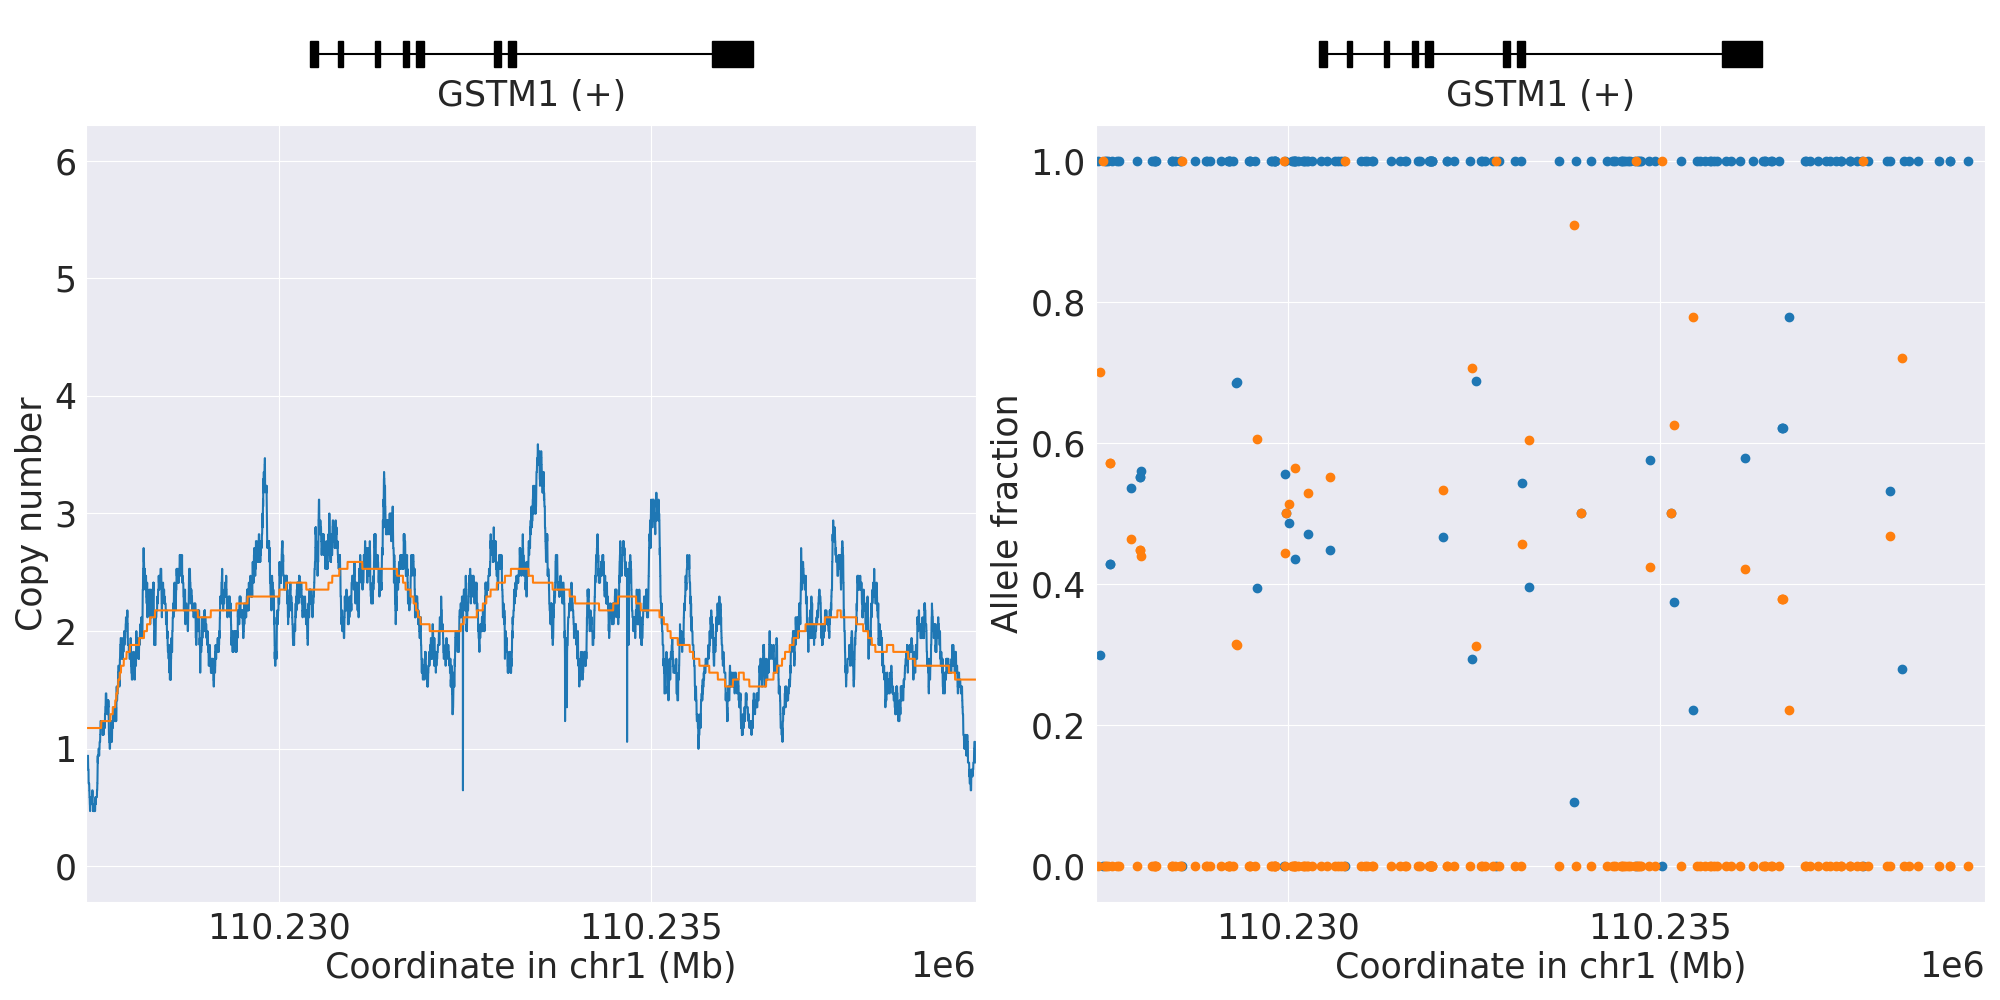 GSTM1 (+)
Copy number
6
5
4
3
2
1
0
110.230
110.235
Coordinate in chr1 (Mb)
1e6
GSTM1 (+)
Allele fraction
1.0
0.8
0.6
0.4
0.2
0.0
110.230
110.235
Coordinate in chr1 (Mb)
1e6